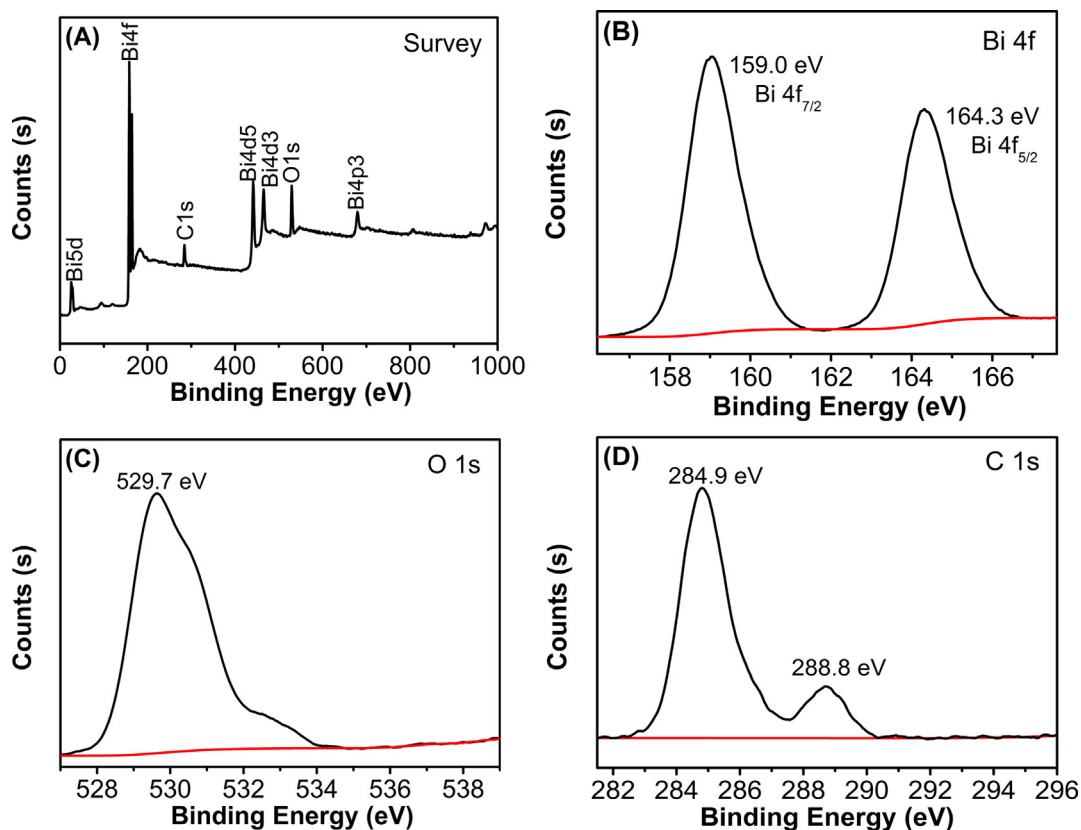 (A)
Survey
Bi5d
Bi4f
C1s
Bi4d5
Bi4d3
O1s
Bi4p3
Counts (s)
0 200 400 600 800 1000
Binding Energy (eV)
(B)
Bi 4f
159.0 eV
Bi 4f7/2
164.3 eV
Bi 4f5/2
Counts (s)
158 160 162 164 166
Binding Energy (eV)
(C)
O 1s
529.7 eV
Counts (s)
528 530 532 534 536 538
Binding Energy (eV)
(D)
C 1s
284.9 eV
288.8 eV
Counts (s)
282 284 286 288 290 292 294 296
Binding Energy (eV)